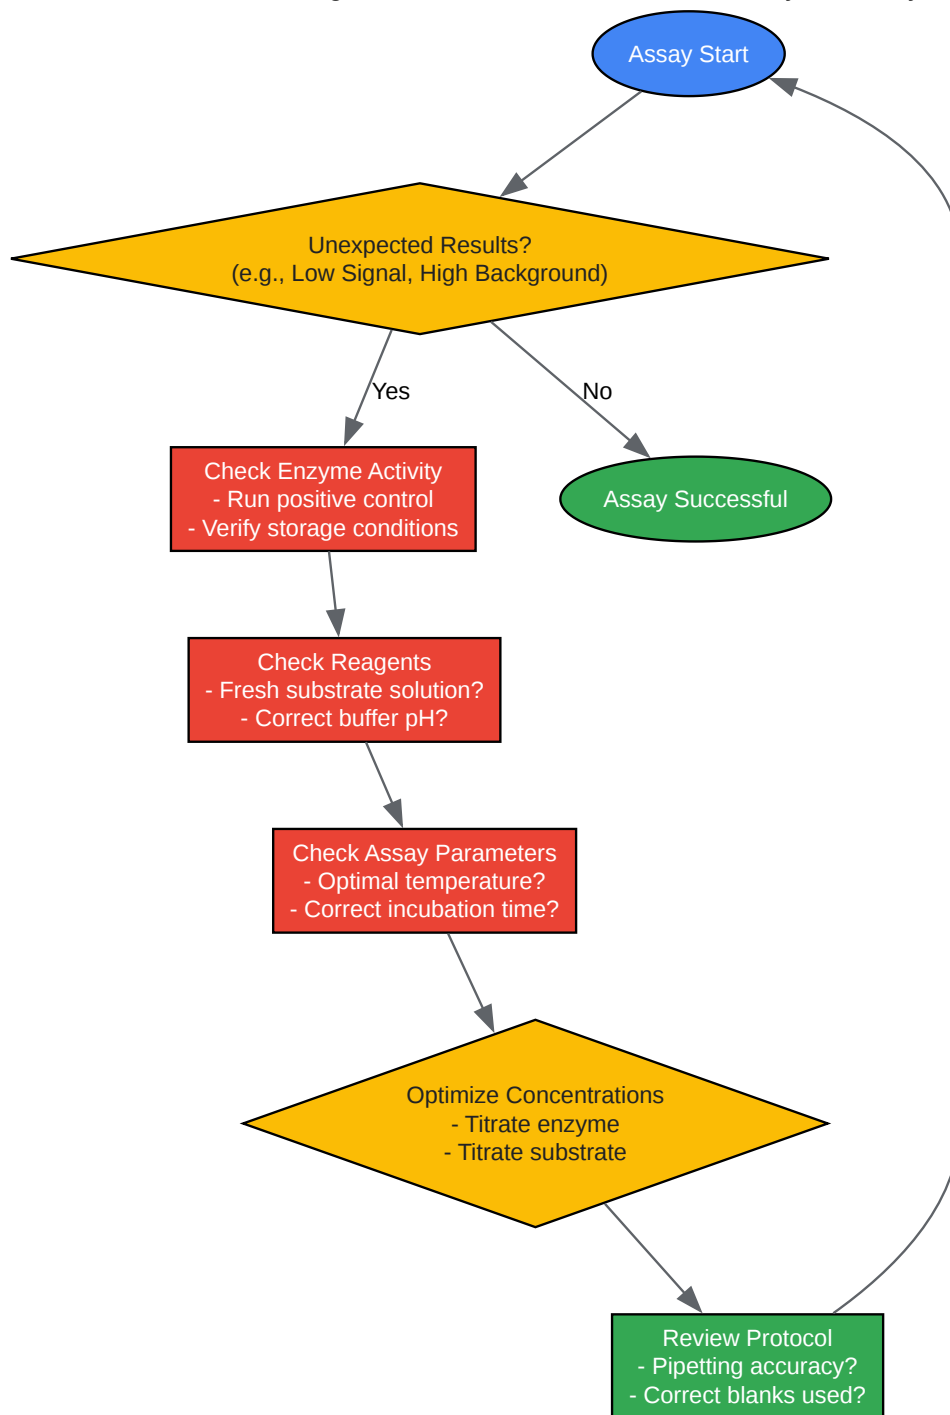 Assay Start
Unexpected Results?
(e.g., Low Signal, High Background)
Yes
No
Check Enzyme Activity
- Run positive control
- Verify storage conditions
Assay Successful
Check Reagents
- Fresh substrate solution?
- Correct buffer pH?
Check Assay Parameters
- Optimal temperature?
- Correct incubation time?
Optimize Concentrations
- Titrate enzyme
- Titrate substrate
Review Protocol
- Pipetting accuracy?
- Correct blanks used?